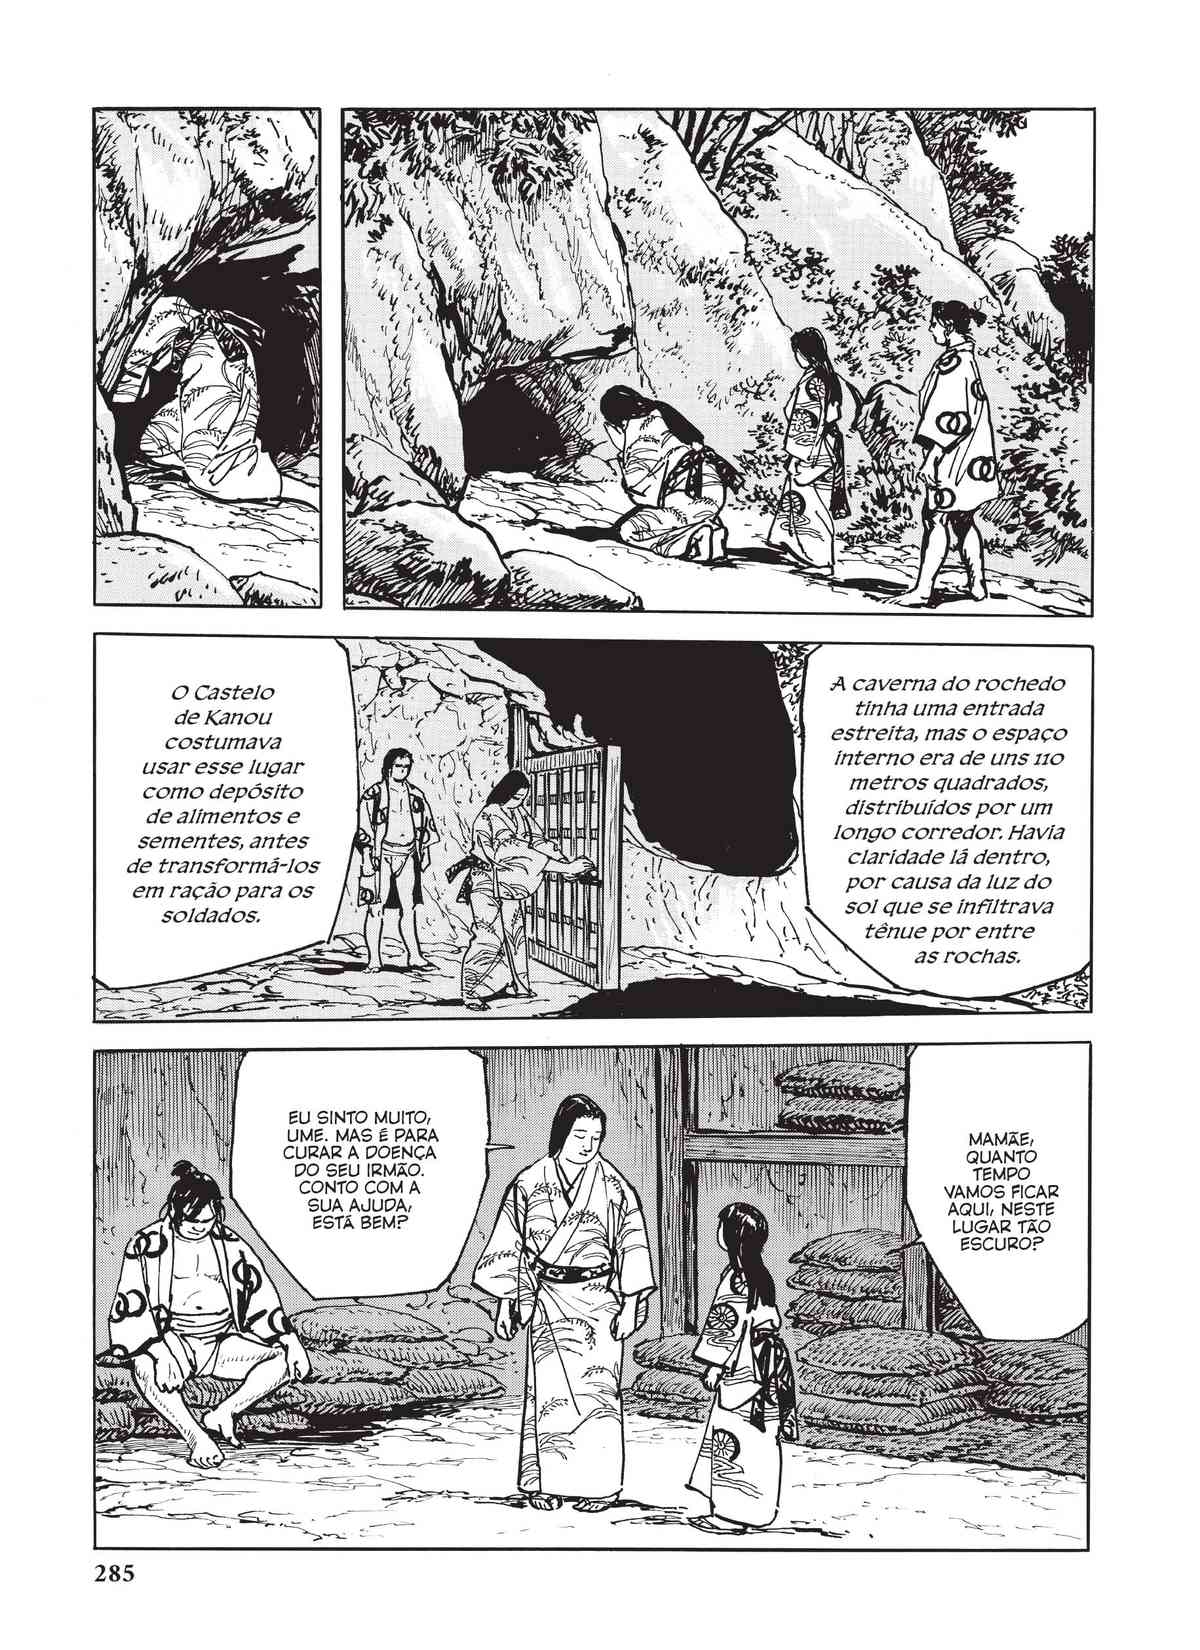 A caverna do rochedo
tinha uma entrada
estreita, mas o espaço
interno era de uns 110
metros quadrados,
distribuídos por um
longo corredor. Havia
claridade lá dentro,
por causa da luz do
sol que se infiltrava
tênue por entre
as rochas.
O Castelo
de Kanou
costumava
usar esse lugar
como depósito
de alimentos e
sementes, antes
de transformá-los
em ração para os
soldados.
MAMÃE,
QUANTO
TEMPO
VAMOS FICAR
AQUI, NESTE
LUGAR TÃO
ESCURO?
EU SINTO MUITO,
UME. MAS É PARA
CURAR A DOENÇA
DO SEU IRMÃO.
CONTO COM A
SUA AJUDA,
ESTÁ BEM?
285